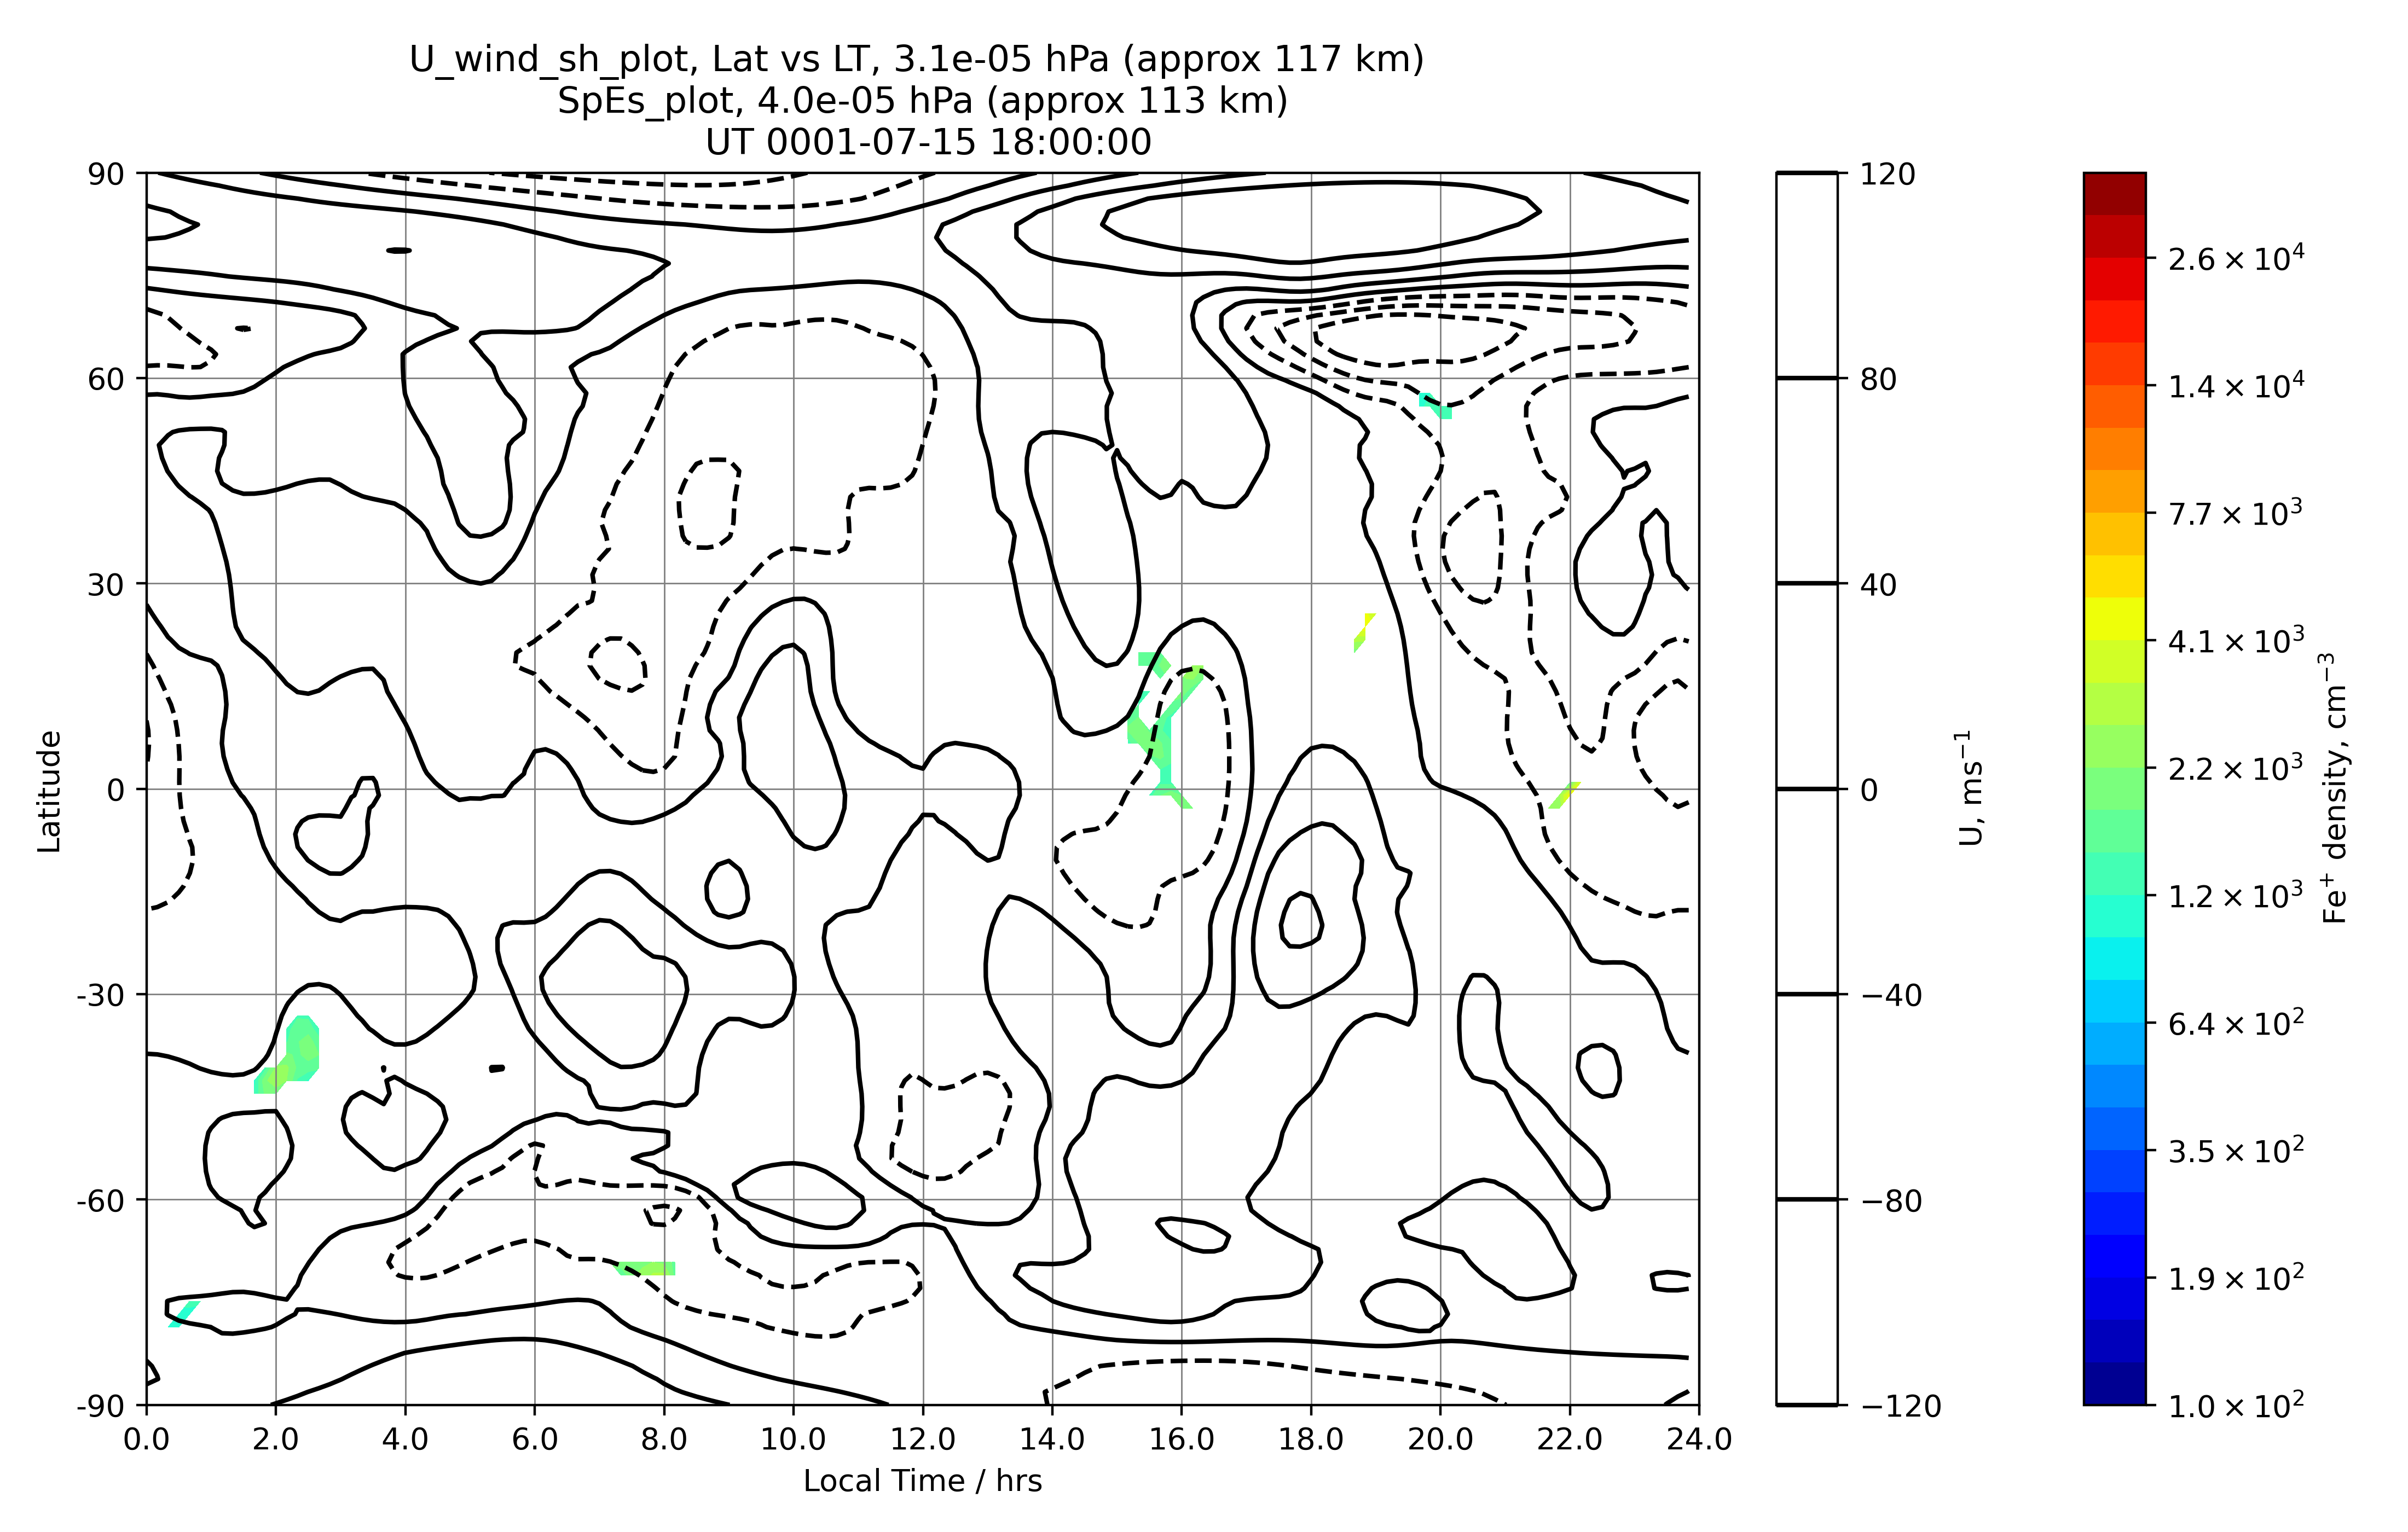 U_wind_sh_plot, Lat vs LT, 3.1e-05 hPa (approx 117 km)
SpEs_plot, 4.0e-05 hPa (approx 113 km)
UT 0001-07-15 18:00:00
Latitude
90
60
30
0
-30
-60
-90
0.0 2.0 4.0 6.0 8.0 10.0 12.0 14.0 16.0 18.0 20.0 22.0 24.0
Local Time / hrs
120
80
40
0
−40
−80
−120
U, ms⁻¹
2.6 × 10⁴
1.4 × 10⁴
7.7 × 10³
4.1 × 10³
2.2 × 10³
1.2 × 10³
6.4 × 10²
3.5 × 10²
1.9 × 10²
1.0 × 10²
Fe⁺ density, cm⁻³